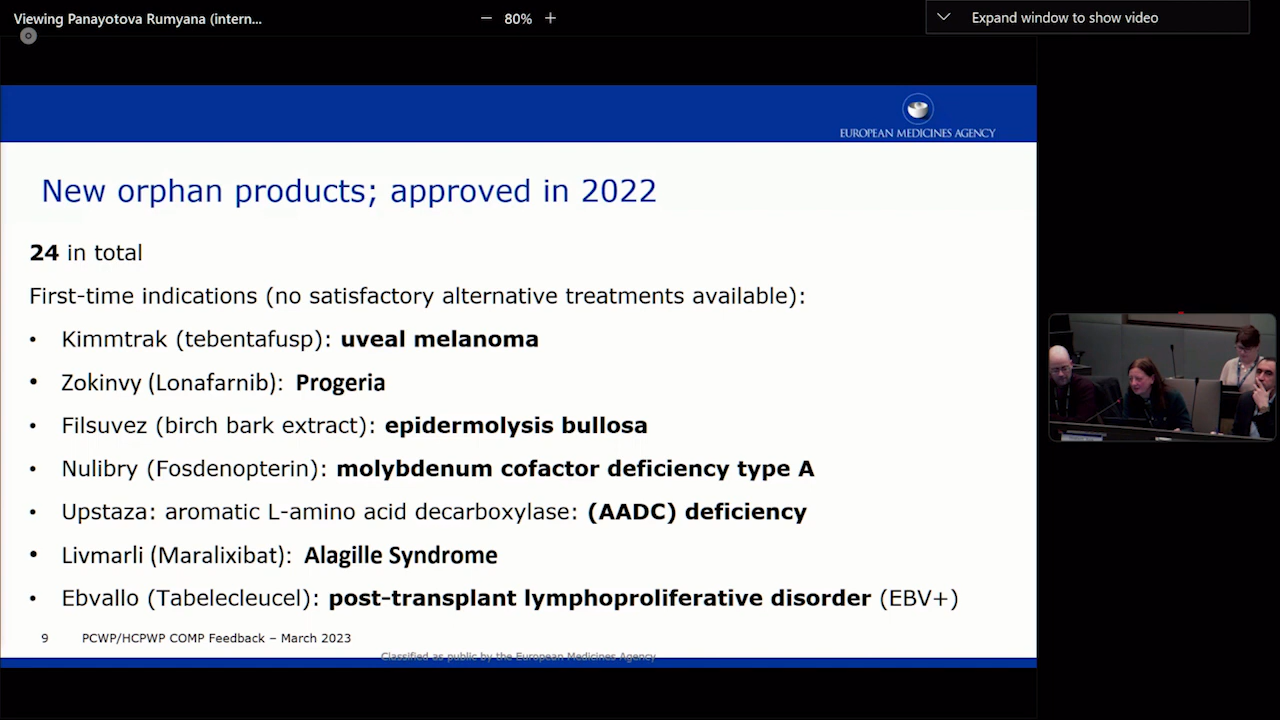 Viewing Panayotova Rumyana (intern...
− 80% +
Expand window to show video
EUROPEAN MEDICINES AGENCY
New orphan products; approved in 2022
24 in total
First-time indications (no satisfactory alternative treatments available):
• Kimmtrak (tebentafusp): uveal melanoma
• Zokinvy (Lonafarnib): Progeria
• Filsuvez (birch bark extract): epidermolysis bullosa
• Nulibry (Fosdenopterin): molybdenum cofactor deficiency type A
• Upstaza: aromatic L-amino acid decarboxylase: (AADC) deficiency
• Livmarli (Maralixibat): Alagille Syndrome
• Ebvallo (Tabelecleucel): post-transplant lymphoproliferative disorder (EBV+)
9 PCWP/HCPWP COMP Feedback – March 2023
Classified as public by the European Medicines Agency